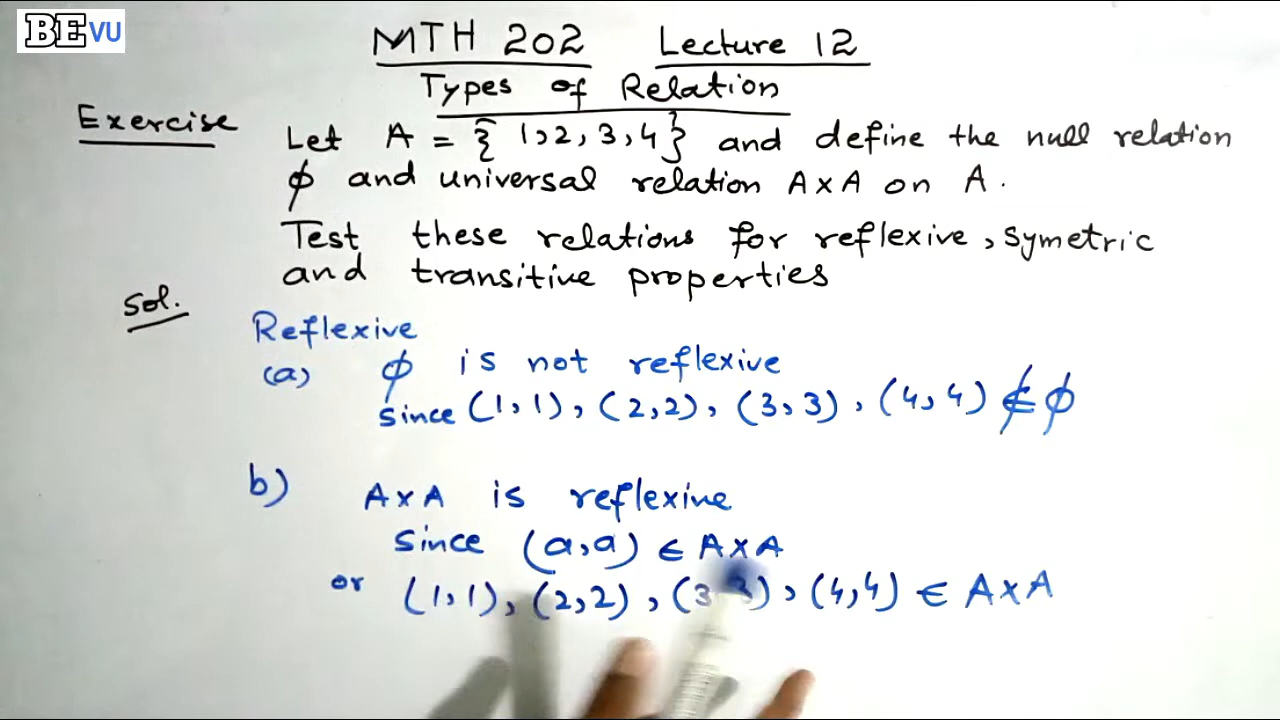 BEVU
MTH 202 Lecture 12
Types of Relation
Exercise
Let A = { 1, 2, 3, 4 } and define the null relation
ϕ and universal relation A×A on A.
Test these relations for reflexive, Symetric
and transitive properties
Sol.
Reflexive
(a) ϕ is not reflexive
Since (1,1), (2,2), (3,3), (4,4) ∉ ϕ
b) A×A is reflexive
Since (a,a) ∈ A×A
or (1,1), (2,2), (3,3), (4,4) ∈ A×A